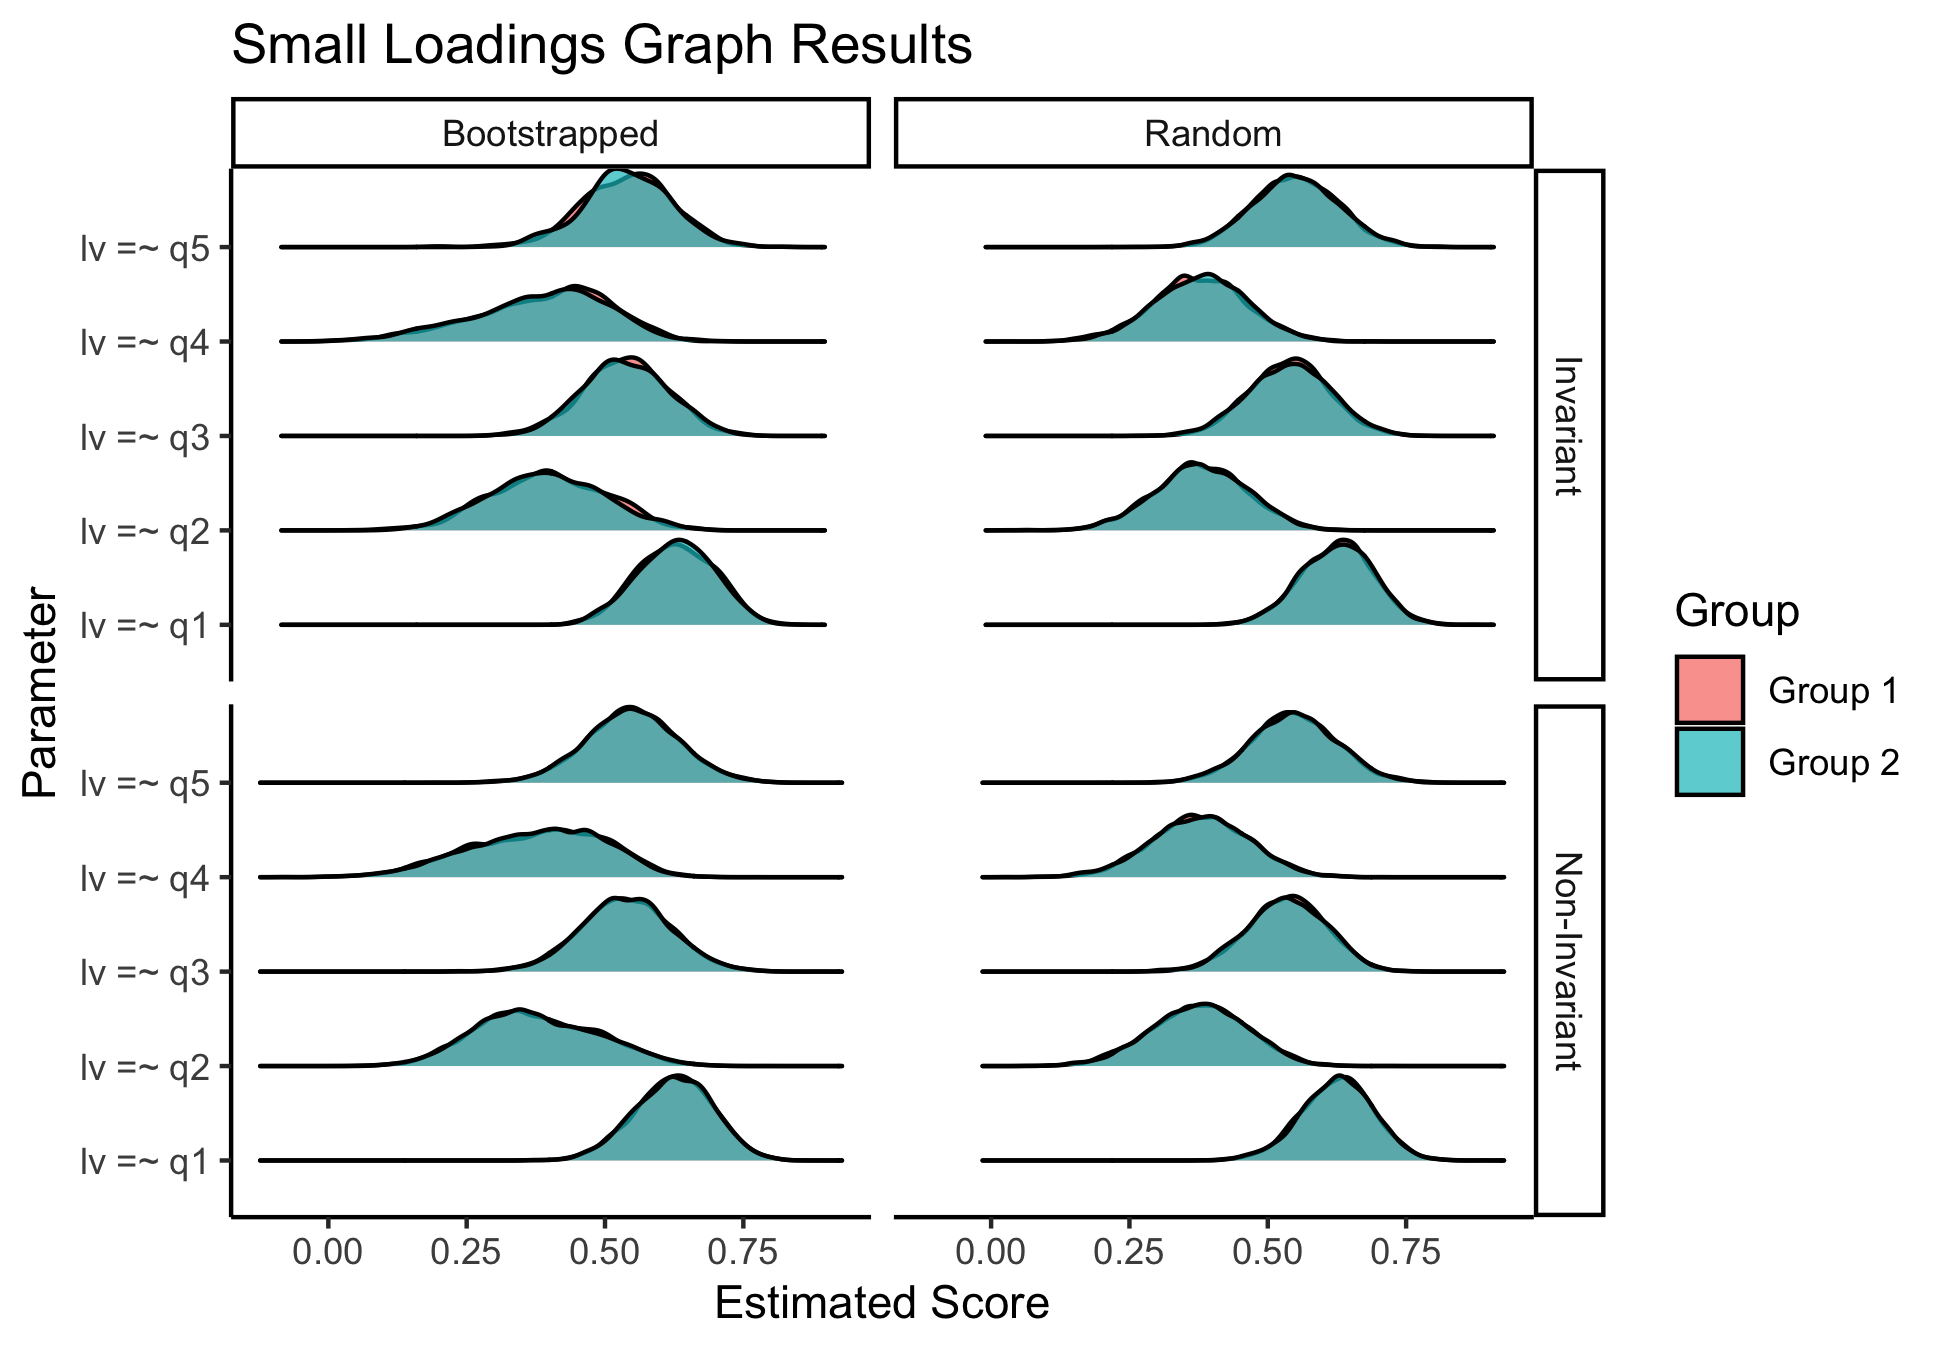 Small Loadings Graph Results
Bootstrapped
Random
lv =~ q5
lv =~ q4
lv =~ q3
lv =~ q2
lv =~ q1
Invariant
lv =~ q5
lv =~ q4
lv =~ q3
lv =~ q2
lv =~ q1
Non-Invariant
Parameter
0.00 0.25 0.50 0.75
0.00 0.25 0.50 0.75
Estimated Score
Group
Group 1
Group 2